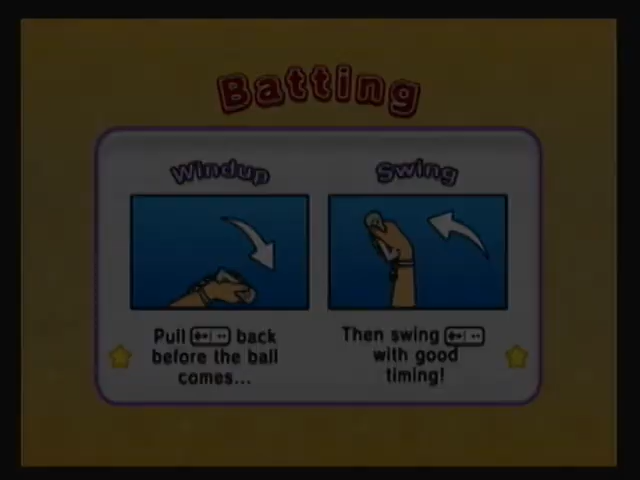 Batting
Windup
Swing
Pull back
before the ball
comes...
Then swing
with good
timing!